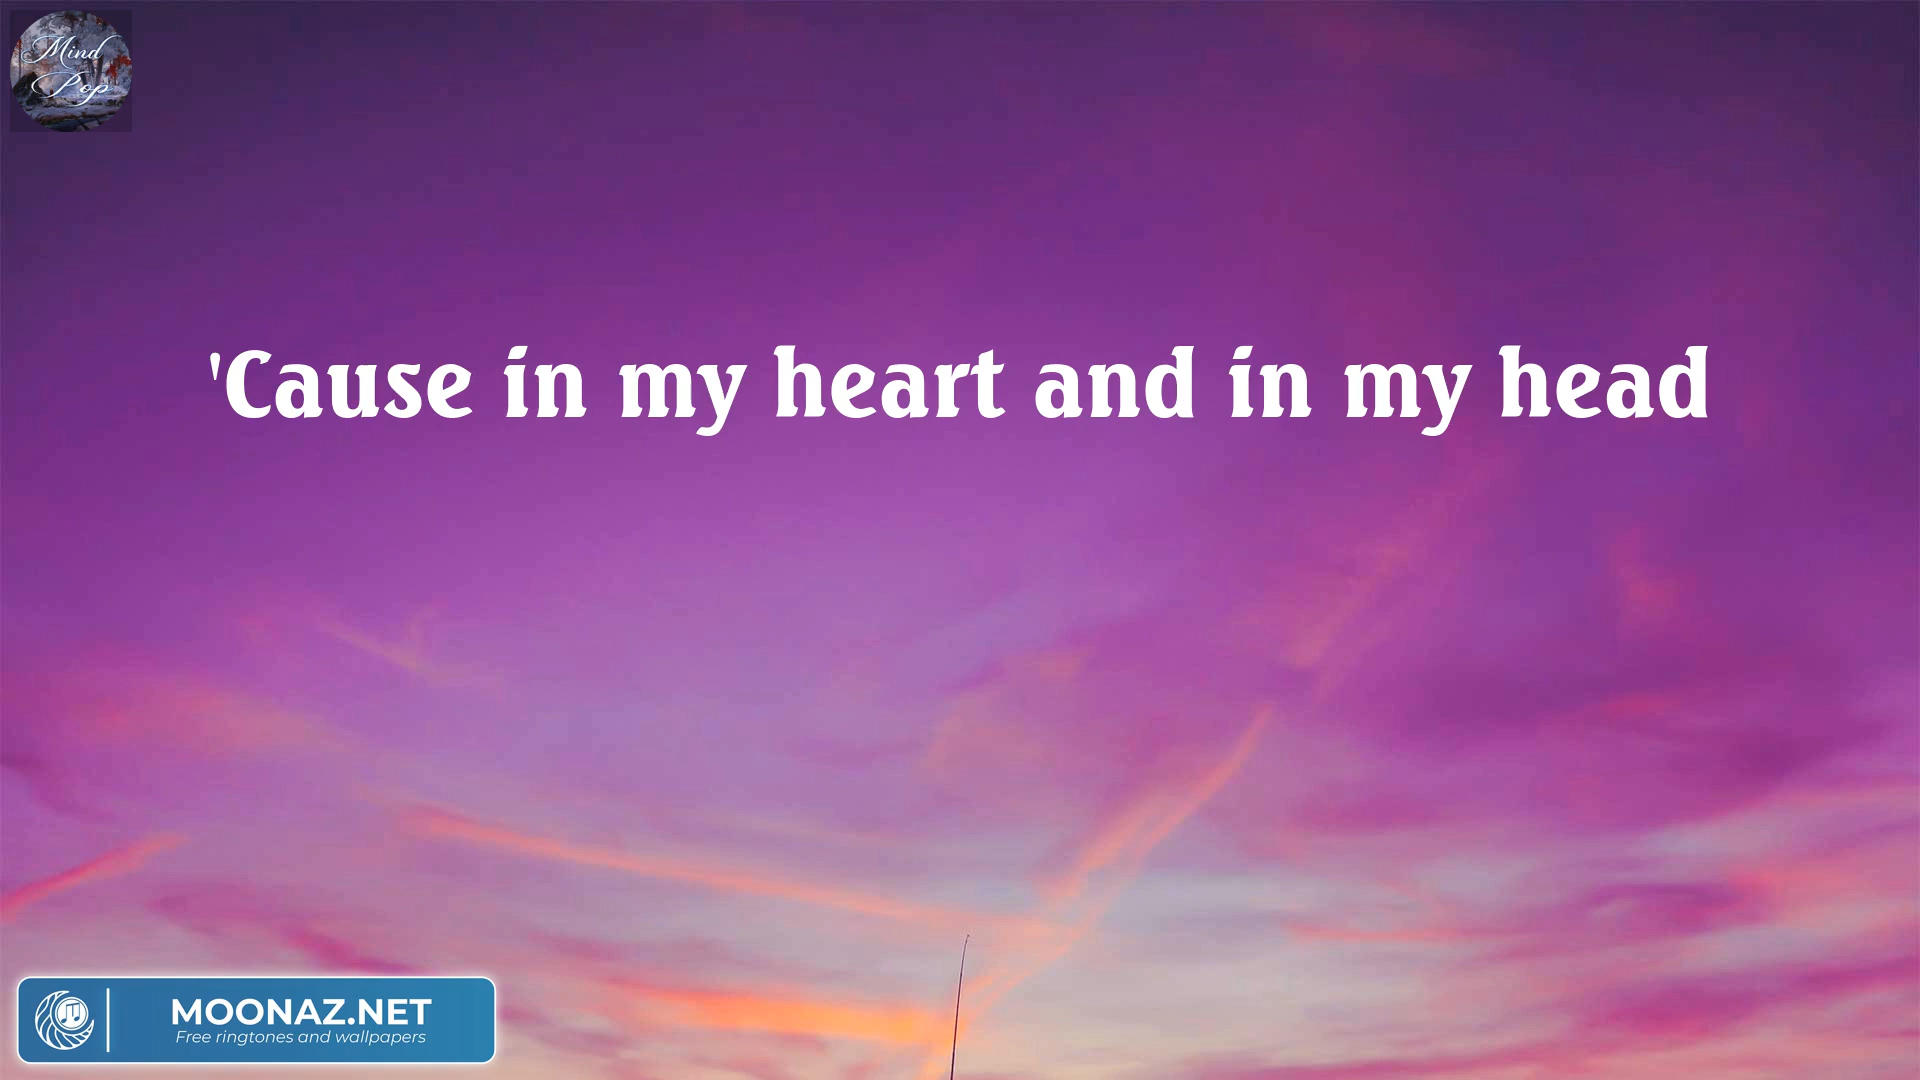 Mind
Pop
'Cause in my heart and in my head
MOONAZ.NET
Free ringtones and wallpapers